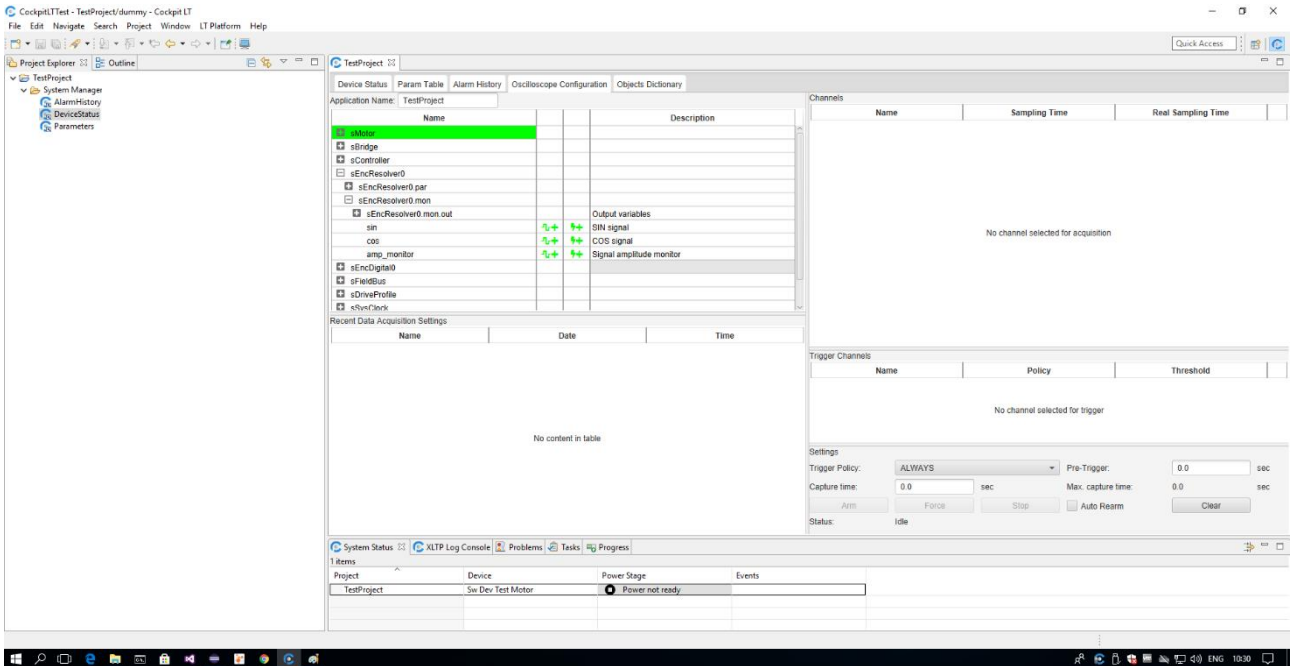 CockpitLTTest - TestProject/dummy - Cockpit LT
File Edit Navigate Search Project Window LT Platform Help
Quick Access
Project Explorer Outline
TestProject
System Manager
AlarmHistory
DeviceStatus
Parameters
TestProject
Device Status Param Table Alarm History Oscilloscope Configuration Objects Dictionary
Application Name: TestProject
Name Description
sMotor
sBridge
sController
sEncResolver0
sEncResolver0.par
sEncResolver0.mon
sEncResolver0.mon.out Output variables
sin SIN signal
cos COS signal
amp_monitor Signal amplitude monitor
sEncDigital0
sFieldBus
sDriveProfile
sSysClock
Recent Data Acquisition Settings
Name Date Time
No content in table
Channels
Name Sampling Time Real Sampling Time
No channel selected for acquisition
Trigger Channels
Name Policy Threshold
No channel selected for trigger
Settings
Trigger Policy: ALWAYS Pre-Trigger: 0.0 sec
Capture time: 0.0 sec Max. capture time: 0.0 sec
Arm Force Stop Auto Rearm Clear
Status: Idle
System Status XLTP Log Console Problems Tasks Progress
1 items
Project Device Power Stage Events
TestProject Sw Dev Test Motor Power not ready
ENG 10:30